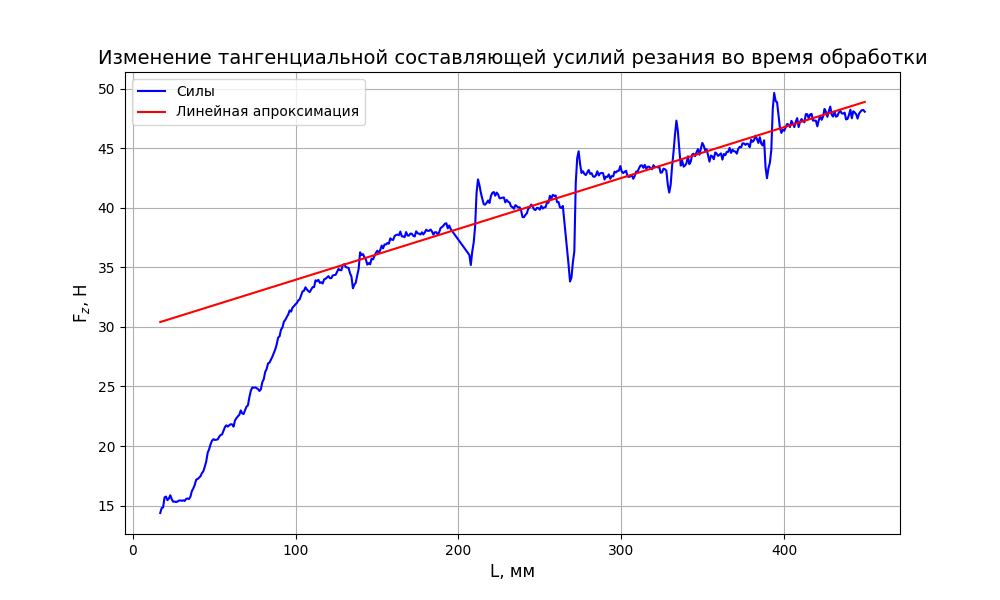 Изменение тангенциальной составляющей усилий резания во время обработки
Силы
Линейная апроксимация
F_z, Н
50
45
40
35
30
25
20
15
0
100
200
300
400
L, мм